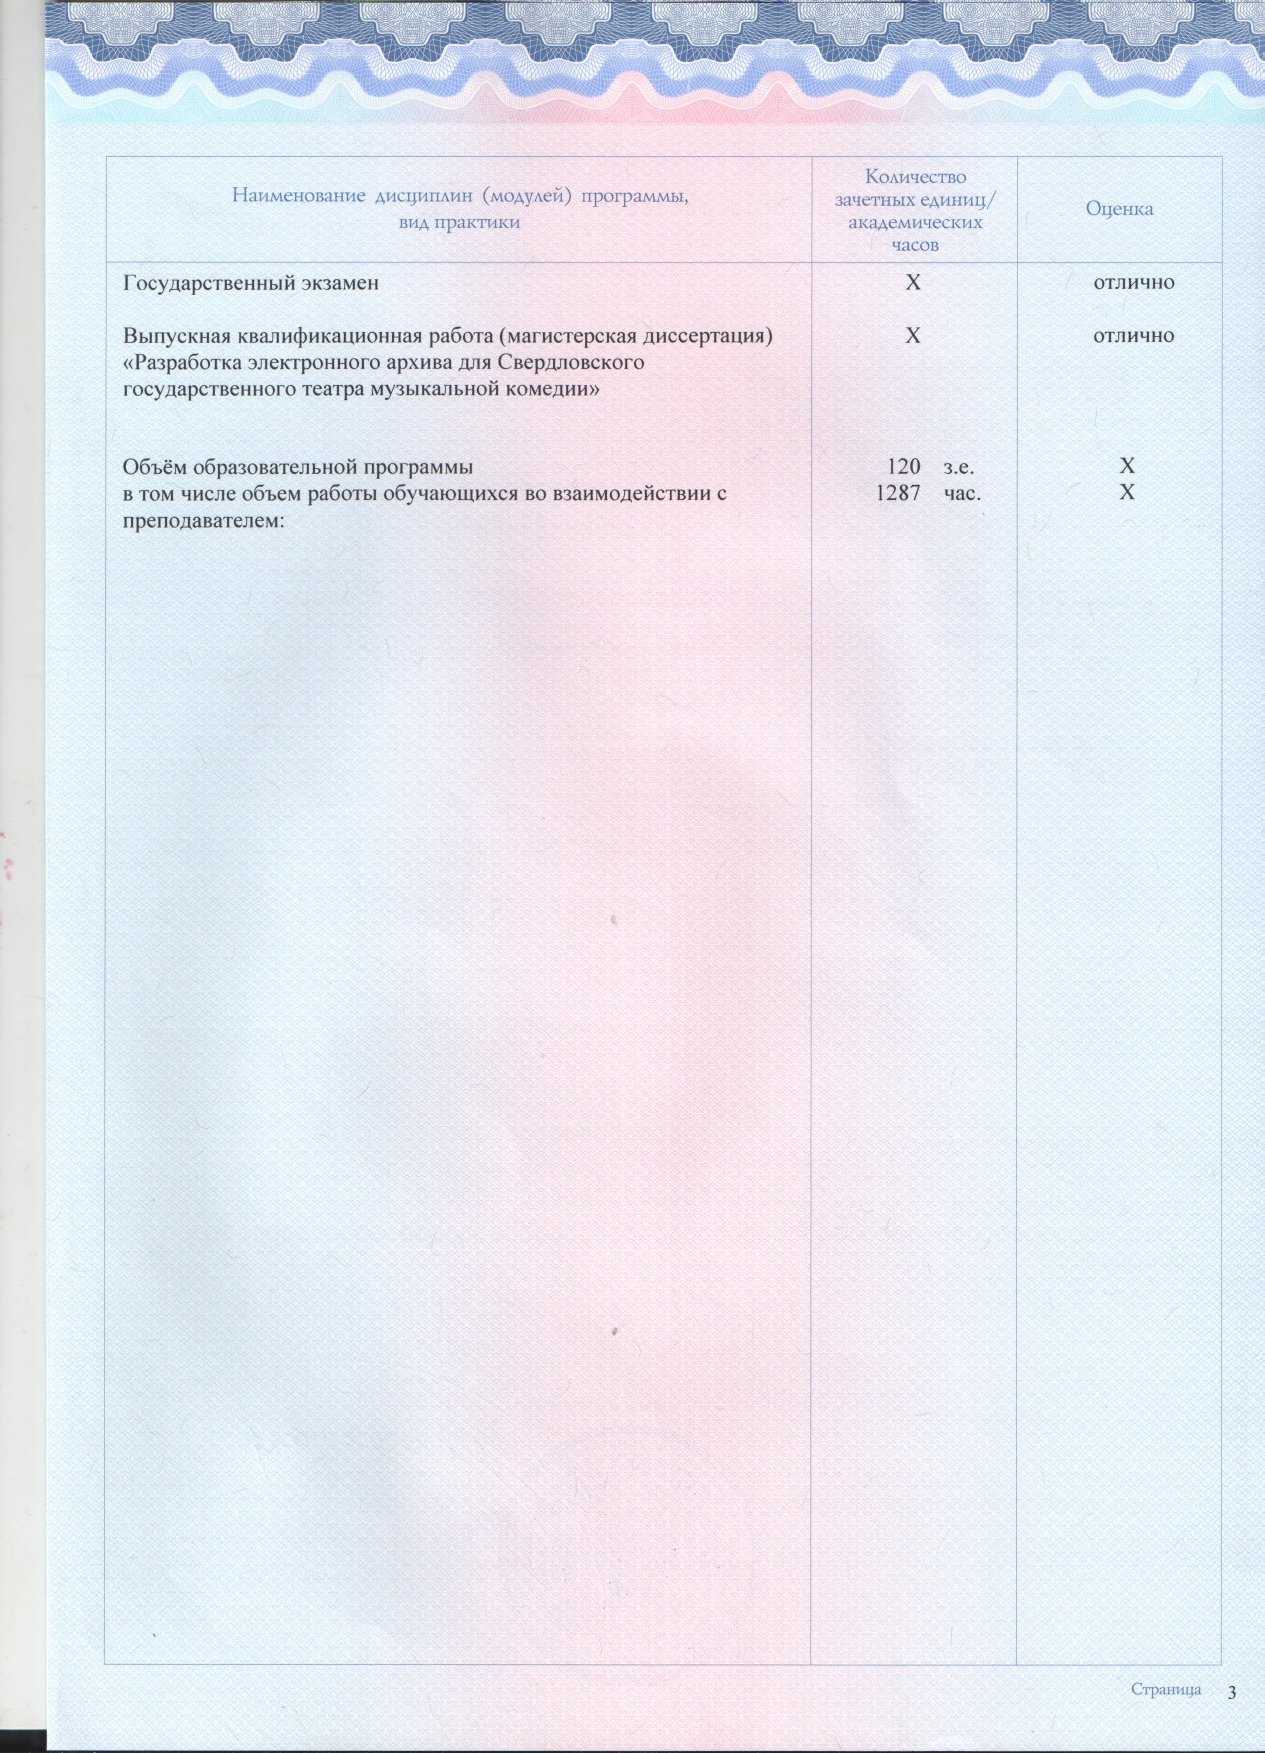 Наименование дисциплин (модулей) программы,
вид практики
Количество
зачетных единиц/
академических
часов
Оценка
Государственный экзамен X отлично
Выпускная квалификационная работа (магистерская диссертация) X отлично
«Разработка электронного архива для Свердловского
государственного театра музыкальной комедии»
Объём образовательной программы 120 з.е. X
в том числе объем работы обучающихся во взаимодействии с 1287 час. X
преподавателем:
Страница 3